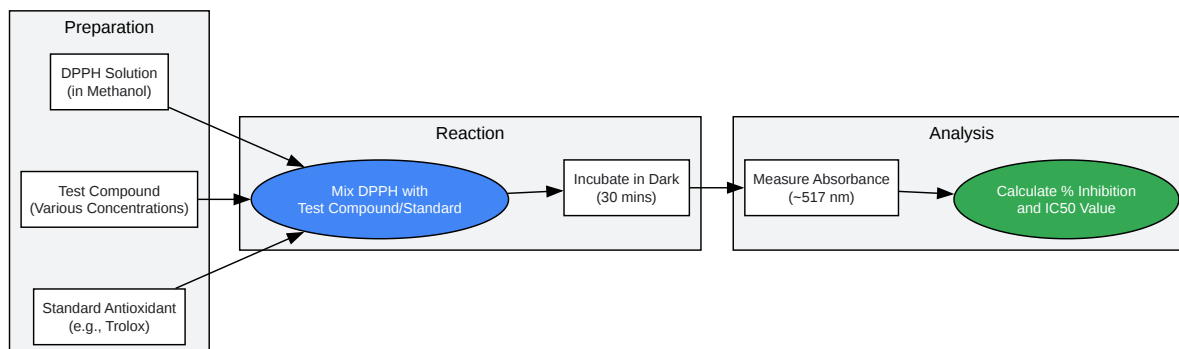 Preparation
DPPH Solution
(in Methanol)
Test Compound
(Various Concentrations)
Standard Antioxidant
(e.g., Trolox)
Reaction
Mix DPPH with
Test Compound/Standard
Incubate in Dark
(30 mins)
Analysis
Measure Absorbance
(~517 nm)
Calculate % Inhibition
and IC50 Value